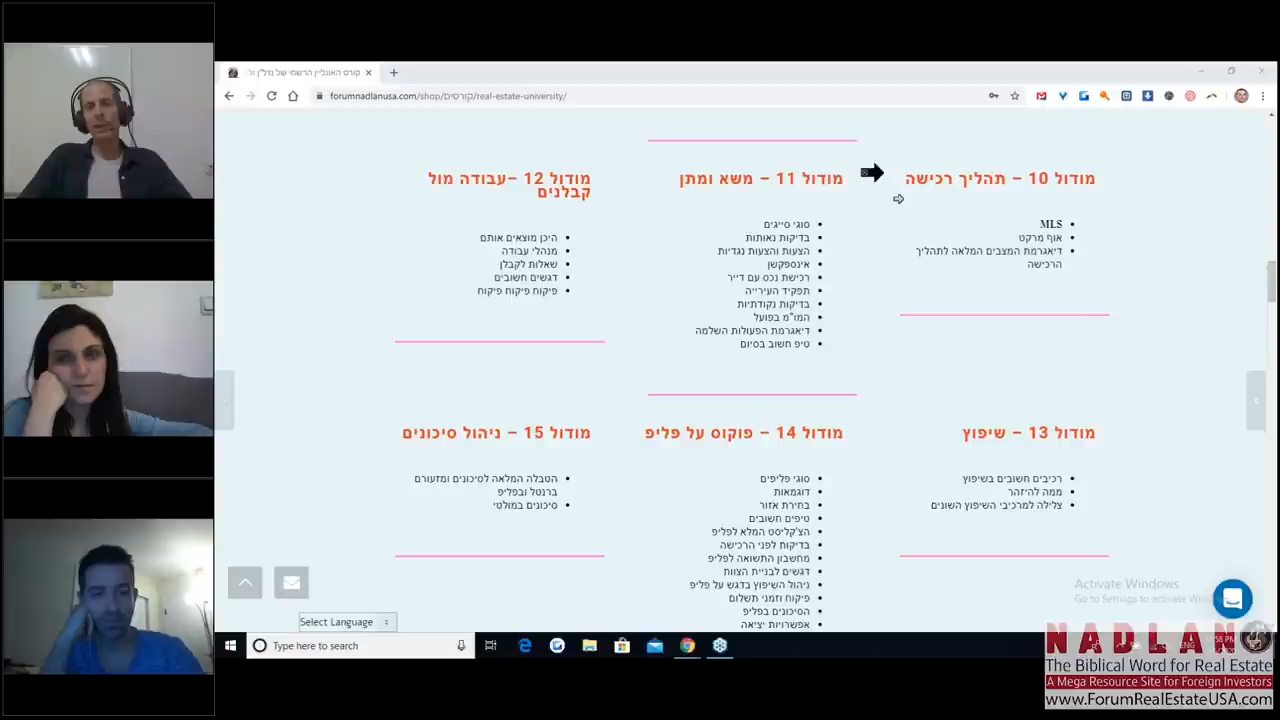 קורס האונליין הרשמי של נדל"ן ול
forumnadlanusa.com/shop/קורסים/real-estate-university/
מודול 10 – תהליך רכישה
MLS
אוף מרקט
דיאגרמת המצבים המלאה לתהליך
הרכישה
מודול 11 – משא ומתן
סוגי סייגים
בדיקות נאותות
הצעות והצעות נגדיות
אינספקשן
רכישת נכס עם דייר
תפקיד העירייה
בדיקות נקודתיות
המו"מ בפועל
דיאגרמת הפעולות השלמה
טיפ חשוב בסיום
מודול 12 –עבודה מול
קבלנים
היכן מוצאים אותם
מנהלי עבודה
שאלות לקבלן
דגשים חשובים
פיקוח פיקוח פיקוח
מודול 13 – שיפוץ
רכיבים חשובים בשיפוץ
ממה להיזהר
צלילה למרכיבי השיפוץ השונים
מודול 14 – פוקוס על פליפ
סוגי פליפים
דוגמאות
בחירת אזור
טיפים חשובים
הצ'קליסט המלא לפליפ
בדיקות לפני הרכישה
מחשבון התשואה לפליפ
דגשים לבניית הצוות
ניהול השיפוץ בדגש על פליפ
פיקוח וזמני תשלום
הסיכונים בפליפ
אפשרויות יציאה
מודול 15 – ניהול סיכונים
הטבלה המלאה לסיכונים ומזעורם
ברנטל ובפליפ
סיכונים במולטי
Activate Windows
Go to Settings to activate
Select Language
Type here to search
ENG
NADLAN
The Biblical Word for Real Estate
A Mega Resource Site for Foreign Investors
www.ForumRealEstateUSA.com